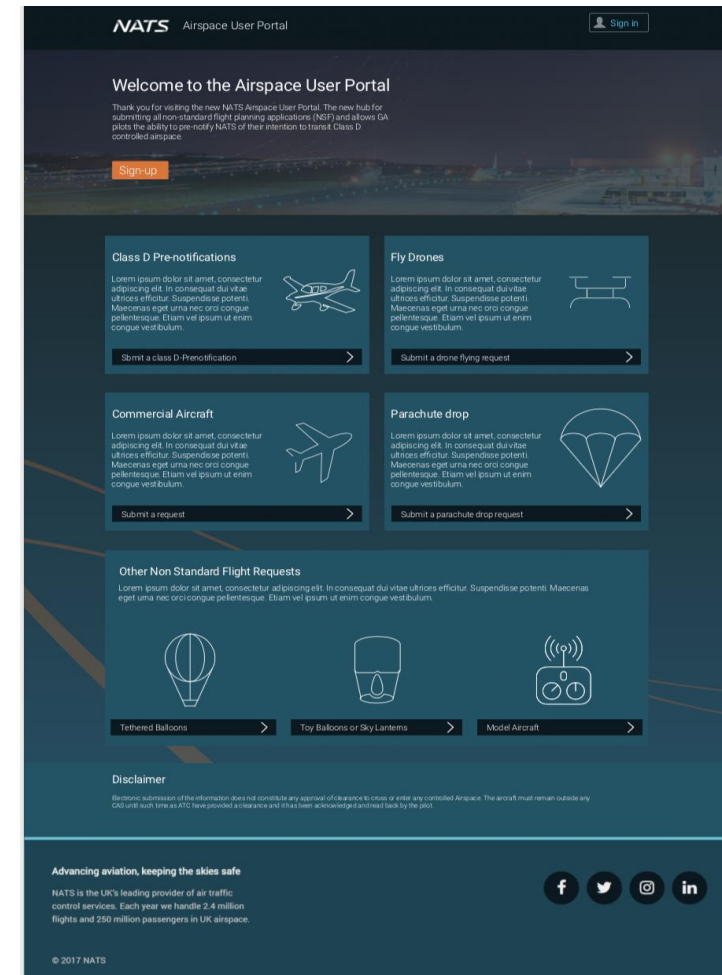 NATS Airspace User Portal
Sign in
Welcome to the Airspace User Portal
Thank you for visiting the new NATS Airspace User Portal. The new hub for
submitting all non-standard flight planning applications (NSF) and allows GA
pilots the ability to pre-notify NATS of their intention to transit Class D
controlled airspace.
Sign-up
Class D Pre-notifications
Lorem ipsum dolor sit amet, consectetur
adipiscing elit. In consequat dui vitae
ultrices efficitur. Suspendisse potenti.
Maecenas eget urna nec orci congue
pellentesque. Etiam vel ipsum ut enim
congue vestibulum.
Sbmit a class D-Prenotification
Fly Drones
Lorem ipsum dolor sit amet, consectetur
adipiscing elit. In consequat dui vitae
ultrices efficitur. Suspendisse potenti.
Maecenas eget urna nec orci congue
pellentesque. Etiam vel ipsum ut enim
congue vestibulum.
Submit a drone flying request
Commercial Aircraft
Lorem ipsum dolor sit amet, consectetur
adipiscing elit. In consequat dui vitae
ultrices efficitur. Suspendisse potenti.
Maecenas eget urna nec orci congue
pellentesque. Etiam vel ipsum ut enim
congue vestibulum.
Submit a request
Parachute drop
Lorem ipsum dolor sit amet, consectetur
adipiscing elit. In consequat dui vitae
ultrices efficitur. Suspendisse potenti.
Maecenas eget urna nec orci congue
pellentesque. Etiam vel ipsum ut enim
congue vestibulum.
Submit a parachute drop request
Other Non Standard Flight Requests
Lorem ipsum dolor sit amet, consectetur adipiscing elit. In consequat dui vitae ultrices efficitur. Suspendisse potenti. Maecenas
eget urna nec orci congue pellentesque. Etiam vel ipsum ut enim congue vestibulum.
Tethered Balloons
Toy Balloons or Sky Lanterns
Model Aircraft
Disclaimer
Electronic submission of the information does not constitute any approval of clearance to cross or enter any controlled Airspace. The aircraft must remain outside any
CAS until such time as ATC have provided a clearance and it has been acknowledged and read back by the pilot.
Advancing aviation, keeping the skies safe
NATS is the UK's leading provider of air traffic
control services. Each year we handle 2.4 million
flights and 250 million passengers in UK airspace.
© 2017 NATS